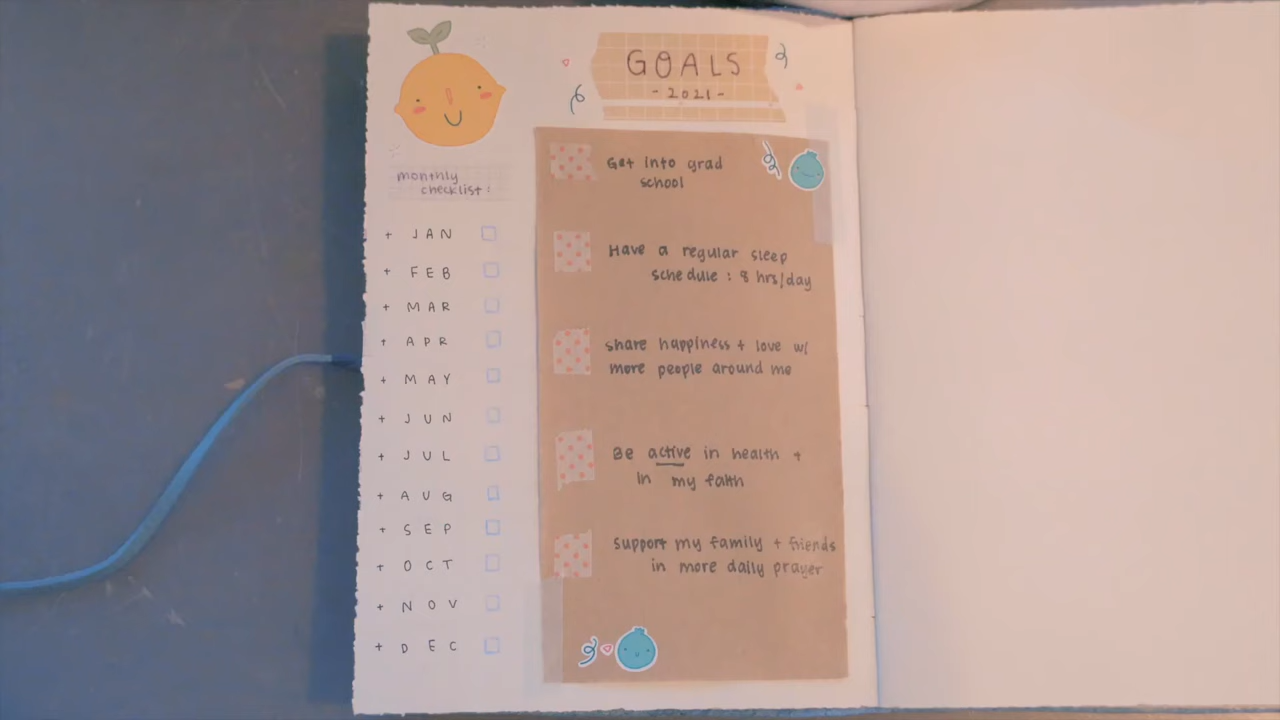 GOALS
- 2021 -
monthly
checklist:
+ JAN
+ FEB
+ MAR
+ APR
+ MAY
+ JUN
+ JUL
+ AUG
+ SEP
+ OCT
+ NOV
+ DEC
Get into grad
school
Have a regular sleep
schedule: 8 hrs/day
share happiness + love w/
more people around me
Be active in health +
in my faith
support my family + friends
in more daily prayer